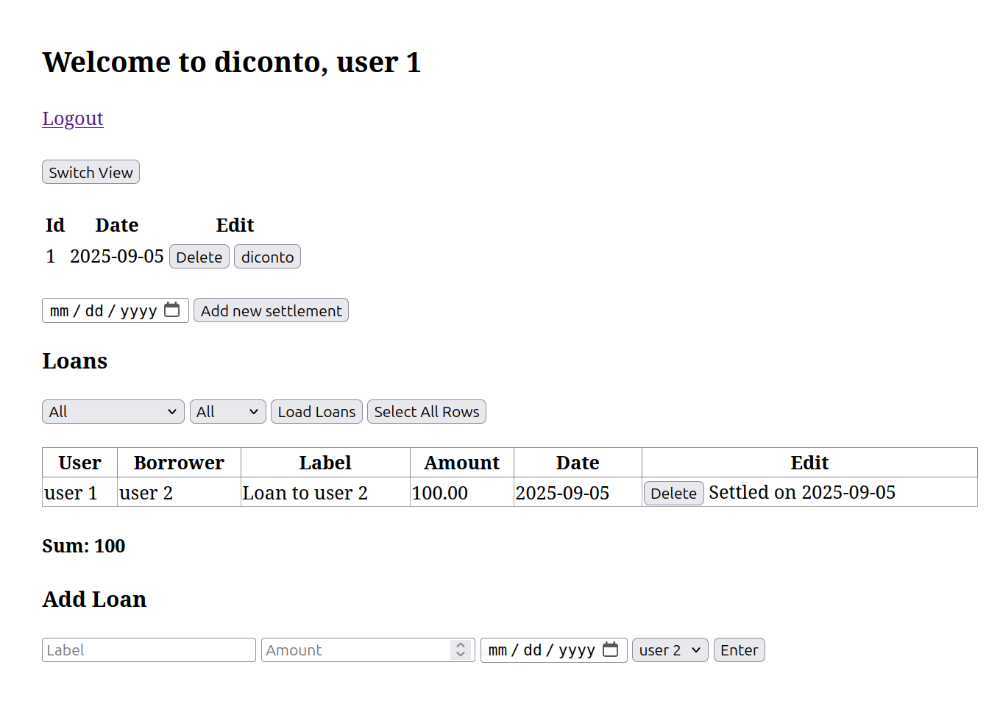 Welcome to diconto, user 1
Logout
Switch View
Id Date Edit
1 2025-09-05 Delete diconto
mm / dd / yyyy Add new settlement
Loans
All All Load Loans Select All Rows
User Borrower Label Amount Date Edit
user 1 user 2 Loan to user 2 100.00 2025-09-05 Delete Settled on 2025-09-05
Sum: 100
Add Loan
Label Amount mm / dd / yyyy user 2 Enter